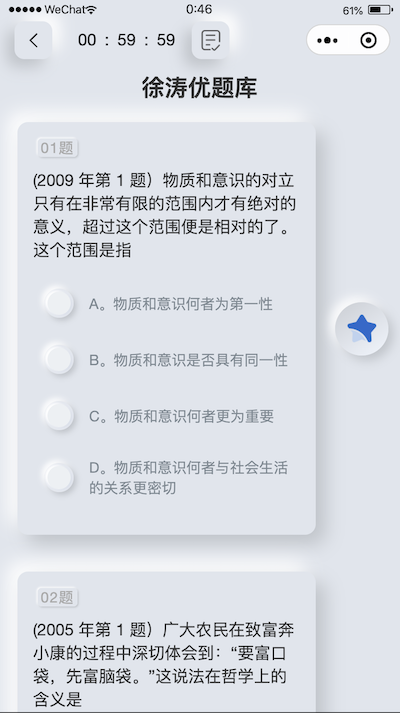 WeChat
0:46
61%
00 : 59 : 59
徐涛优题库
01题
(2009 年第 1 题）物质和意识的对立
只有在非常有限的范围内才有绝对的
意义，超过这个范围便是相对的了。
这个范围是指
A。物质和意识何者为第一性
B。物质和意识是否具有同一性
C。物质和意识何者更为重要
D。物质和意识何者与社会生活
的关系更密切
02题
(2005 年第 1 题）广大农民在致富奔
小康的过程中深切体会到：“要富口
袋，先富脑袋。”这说法在哲学上的
含义是